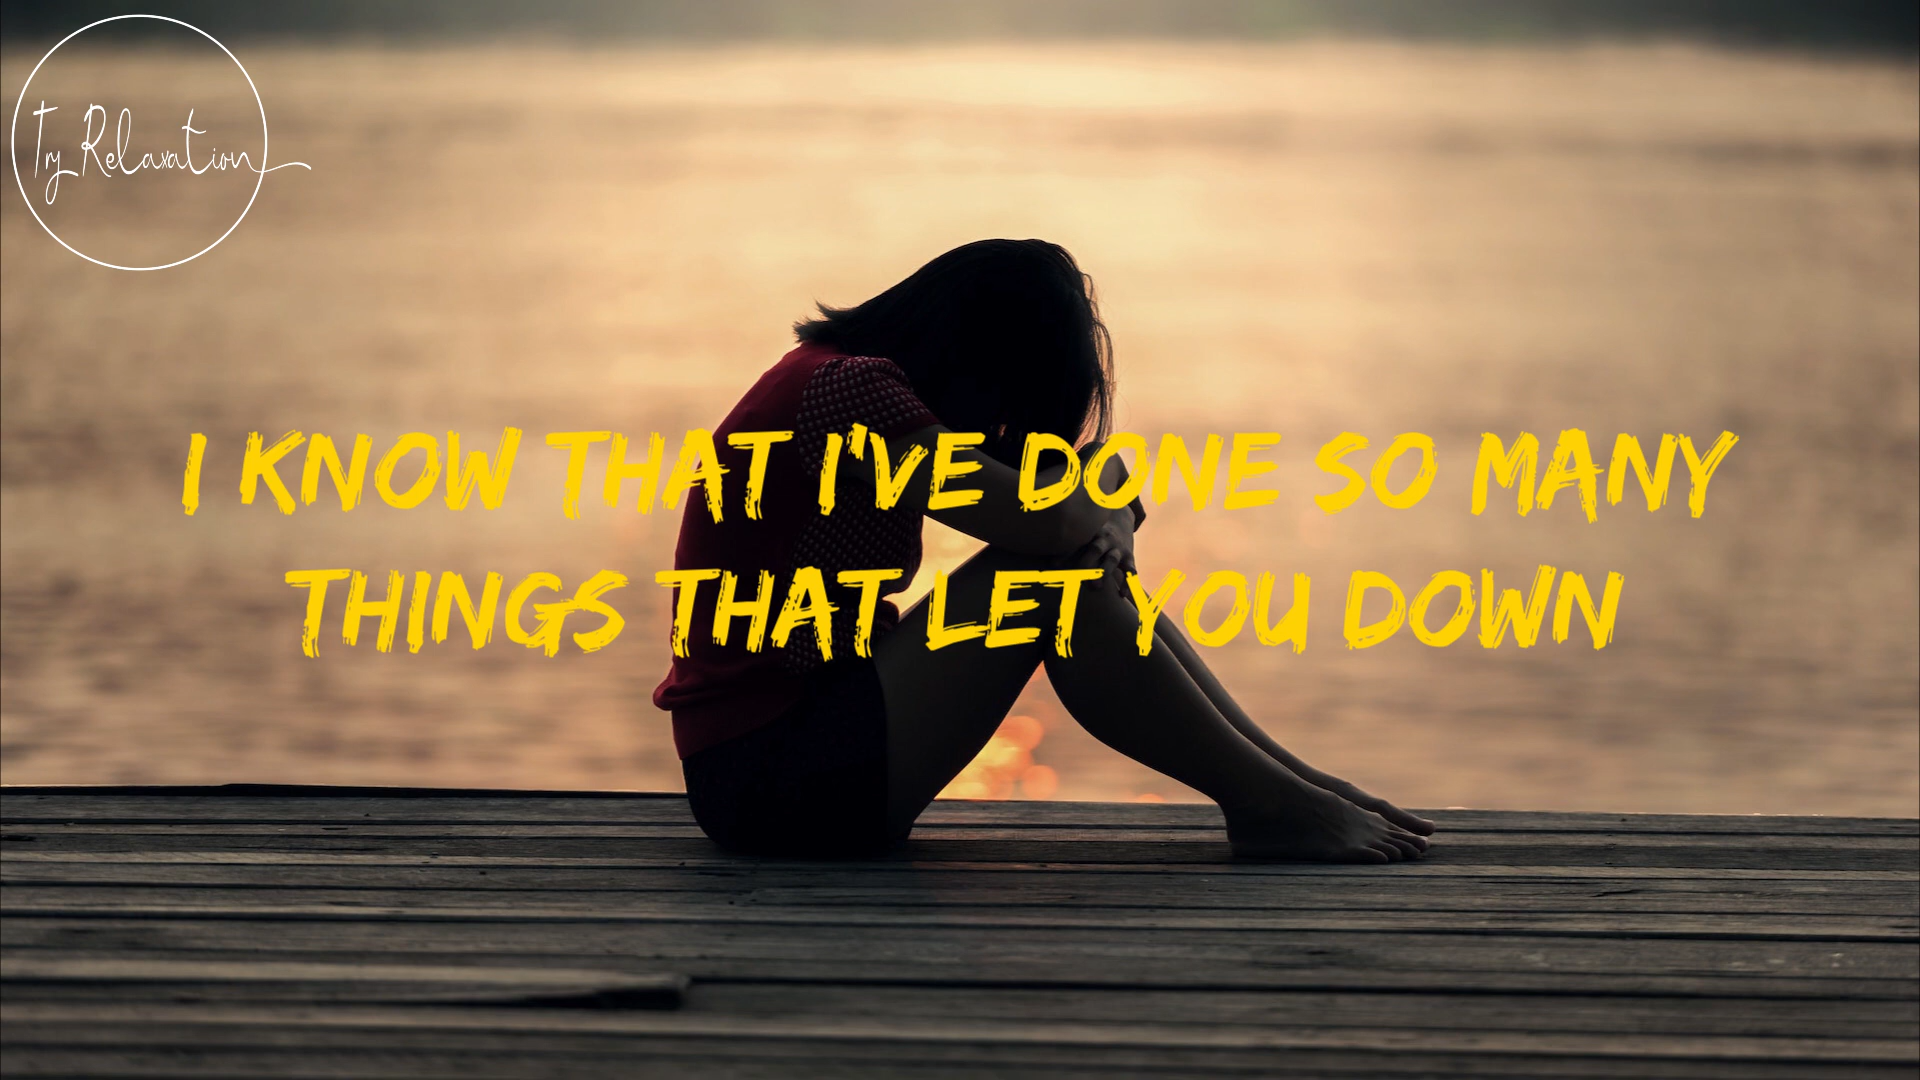 Try Relaxation
I KNOW THAT I'VE DONE SO MANY
THINGS THAT LET YOU DOWN